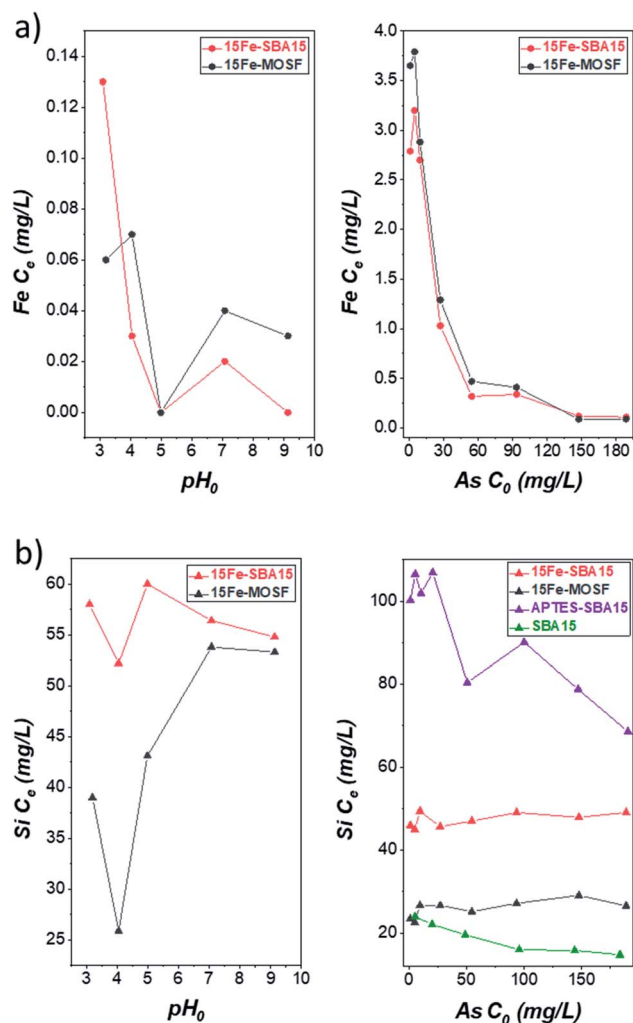 a)
15Fe-SBA15
15Fe-MOSF
0.14
0.12
0.10
0.08
0.06
0.04
0.02
0.00
Fe Ce (mg/L)
3 4 5 6 7 8 9 10
pH0
15Fe-SBA15
15Fe-MOSF
4.0
3.5
3.0
2.5
2.0
1.5
1.0
0.5
0.0
Fe Ce (mg/L)
0 30 60 90 120 150 180
As C0 (mg/L)
b)
15Fe-SBA15
15Fe-MOSF
60
55
50
45
40
35
30
25
Si Ce (mg/L)
3 4 5 6 7 8 9 10
pH0
15Fe-SBA15
15Fe-MOSF
APTES-SBA15
SBA15
100
80
60
40
20
Si Ce (mg/L)
0 50 100 150
As C0 (mg/L)